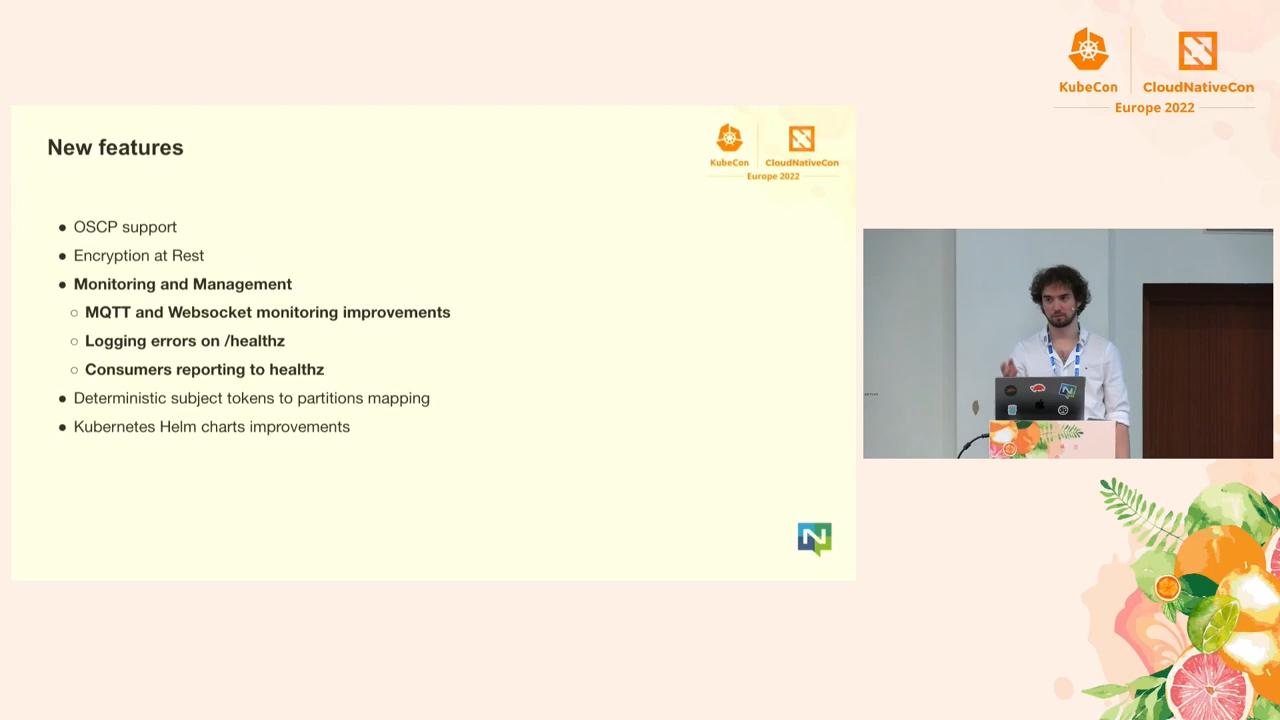 KubeCon
CloudNativeCon
Europe 2022
New features
KubeCon
CloudNativeCon
Europe 2022
● OSCP support
● Encryption at Rest
● Monitoring and Management
○ MQTT and Websocket monitoring improvements
○ Logging errors on /healthz
○ Consumers reporting to healthz
● Deterministic subject tokens to partitions mapping
● Kubernetes Helm charts improvements
N